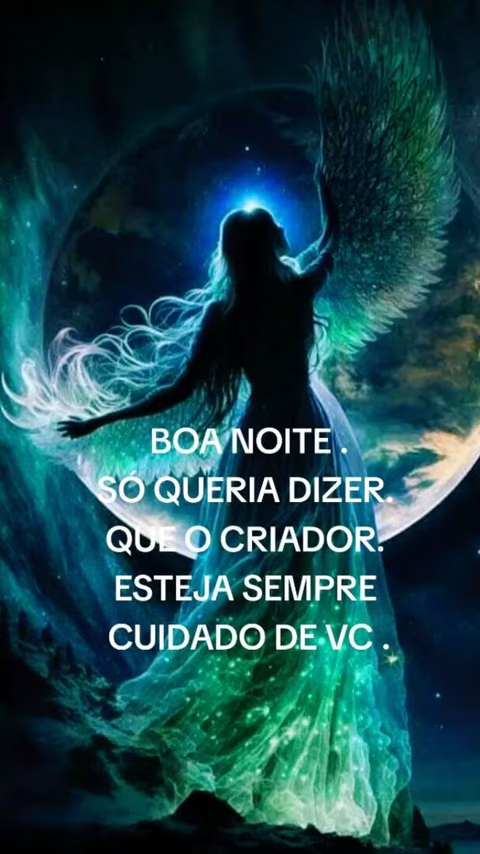 BOA NOITE .
SÓ QUERIA DIZER.
QUE O CRIADOR.
ESTEJA SEMPRE
CUIDADO DE VC .